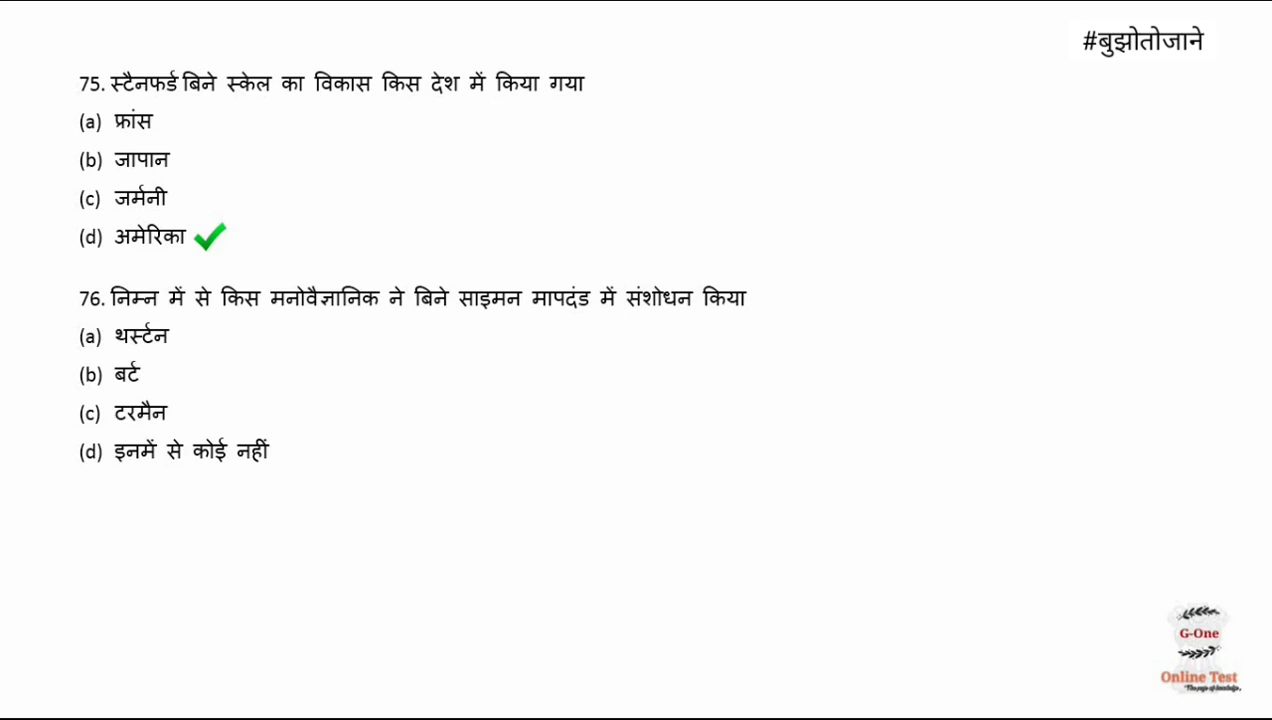 #बुझोतोजाने
75. स्टैनफर्ड बिने स्केल का विकास किस देश में किया गया
(a) फ्रांस
(b) जापान
(c) जर्मनी
(d) अमेरिका
76. निम्न में से किस मनोवैज्ञानिक ने बिने साइमन मापदंड में संशोधन किया
(a) थर्स्टन
(b) बर्ट
(c) टरमैन
(d) इनमें से कोई नहीं
G-One
Online Test